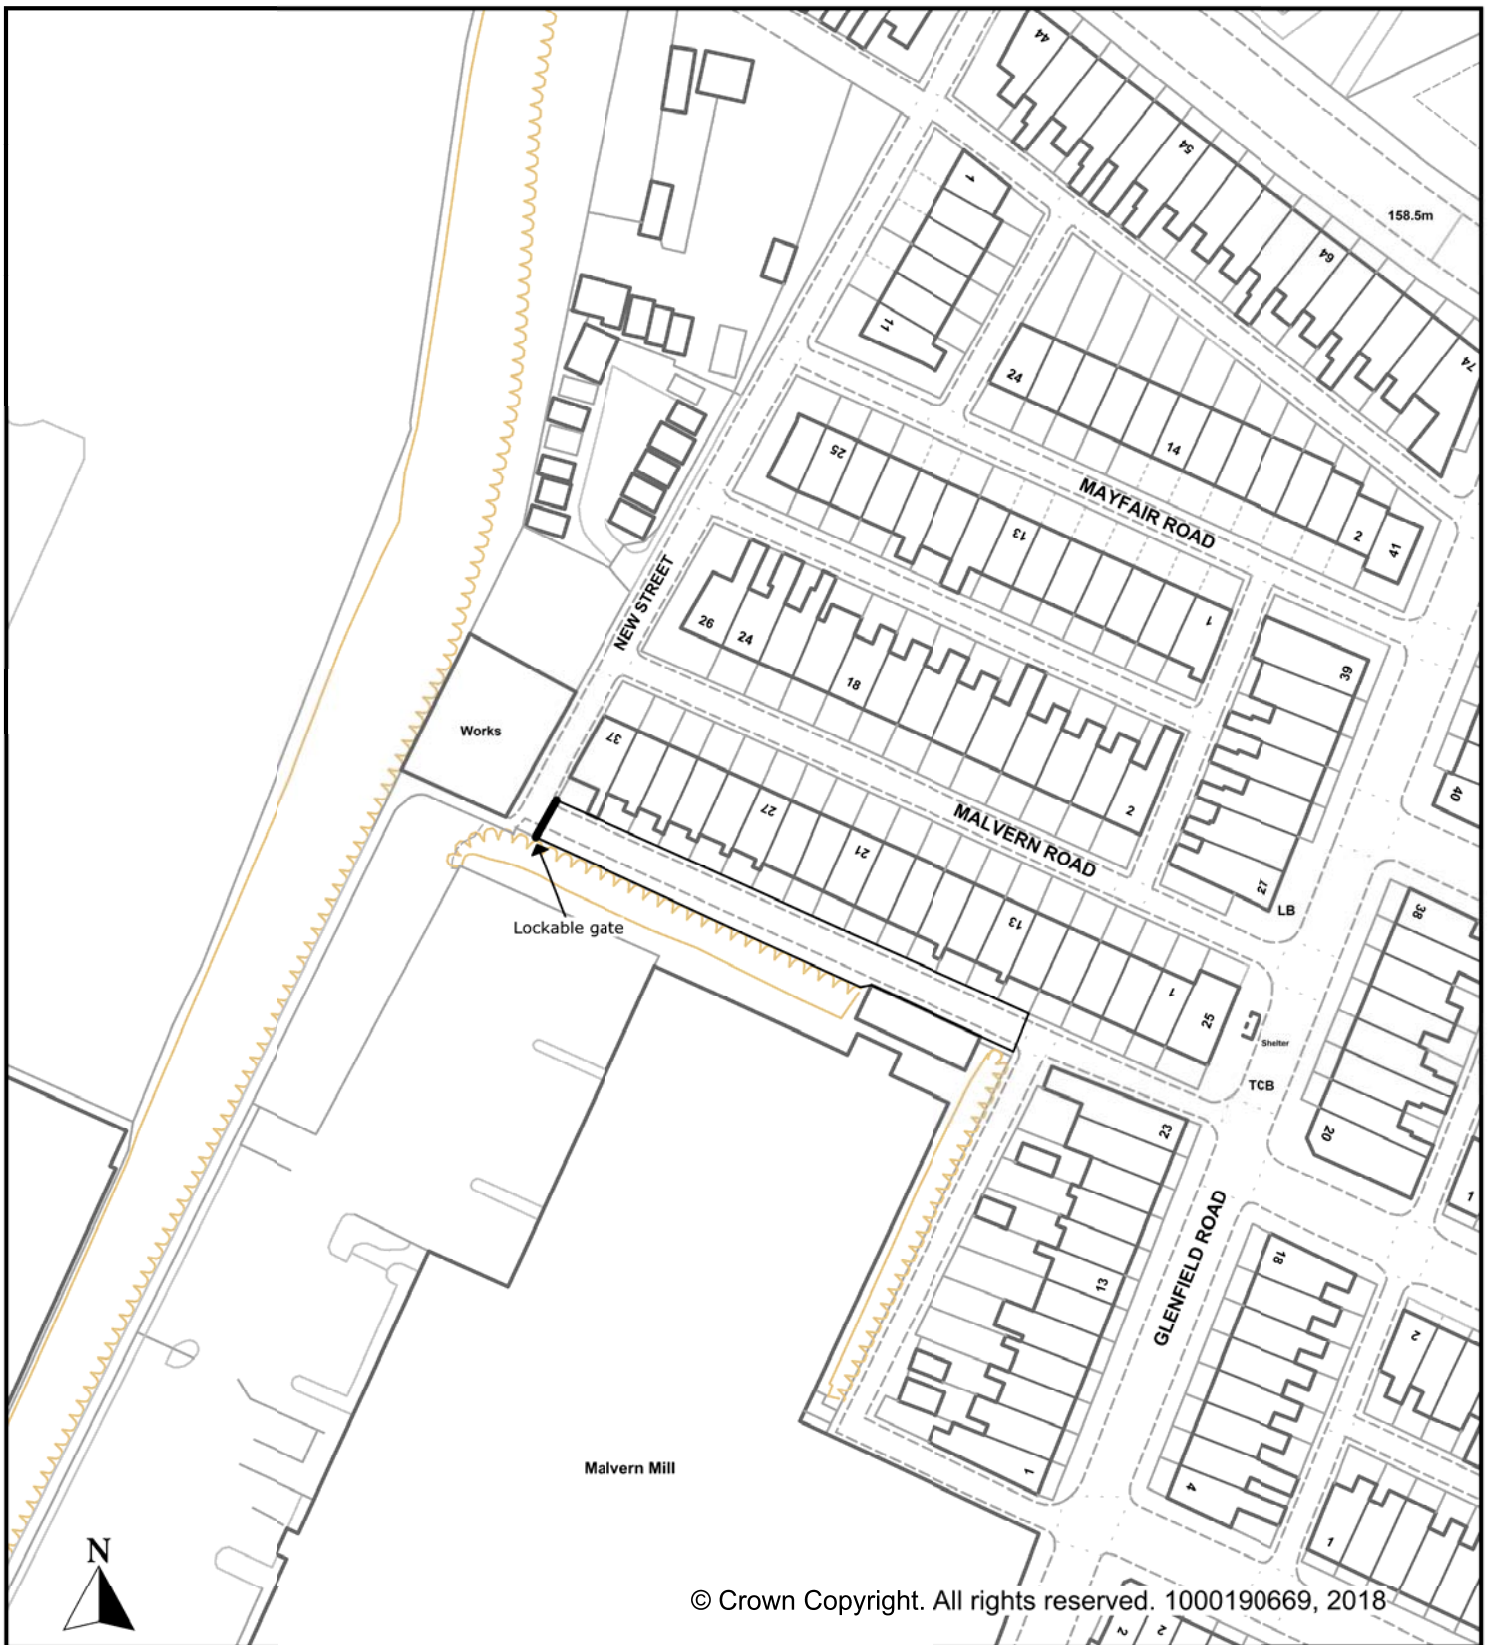 44
54
1
158.5m
64
11
74
24
14
25
MAYFAIR ROAD
13
2
41
1
NEW STREET
26
24
39
18
Works
37
40
27
2
MALVERN ROAD
21
27
38
LB
13
Lockable gate
1
25
Shelter
TCB
23
20
1
GLENFIELD ROAD
18
13
2
Malvern Mill
1
4
1
N
© Crown Copyright. All rights reserved. 1000190669, 2018
2
2